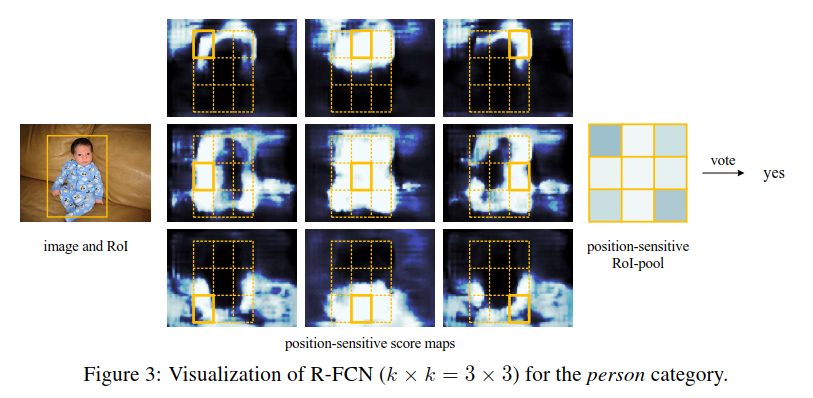 image and RoI
position-sensitive score maps
position-sensitive
RoI-pool
vote
yes
Figure 3: Visualization of R-FCN (k × k = 3 × 3) for the person category.